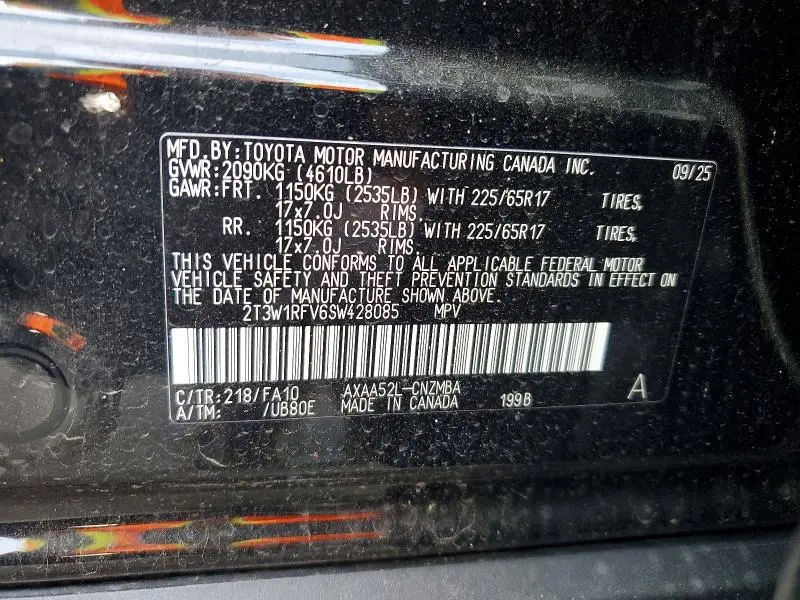 MFD. BY: TOYOTA MOTOR MANUFACTURING CANADA INC. 09/25
GVWR: 2090KG (4610LB)
GAWR: FRT. 1150KG (2535LB) WITH 225/65R17 TIRES,
17x7.0J RIMS.
RR. 1150KG (2535LB) WITH 225/65R17 TIRES,
17x7.0J RIMS.
THIS VEHICLE CONFORMS TO ALL APPLICABLE FEDERAL MOTOR
VEHICLE SAFETY AND THEFT PREVENTION STANDARDS IN EFFECT ON
THE DATE OF MANUFACTURE SHOWN ABOVE.
2T3W1RFV6SW428085 MPV
C/TR: 218/FA10 AXAA52L-CNZMBA A
A/TM: /UB80E MADE IN CANADA 199B